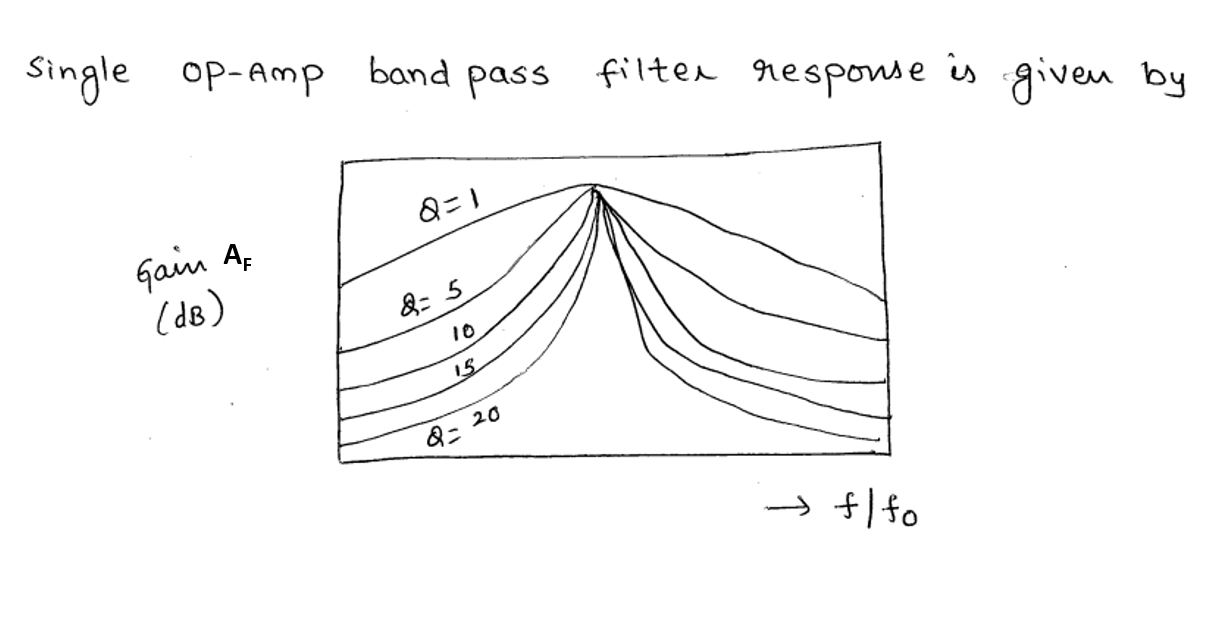 Single OP-Amp band pass filter response is given by
Q=1
Gain AF
(dB)
Q= 5
10
15
Q= 20
→ f/fo